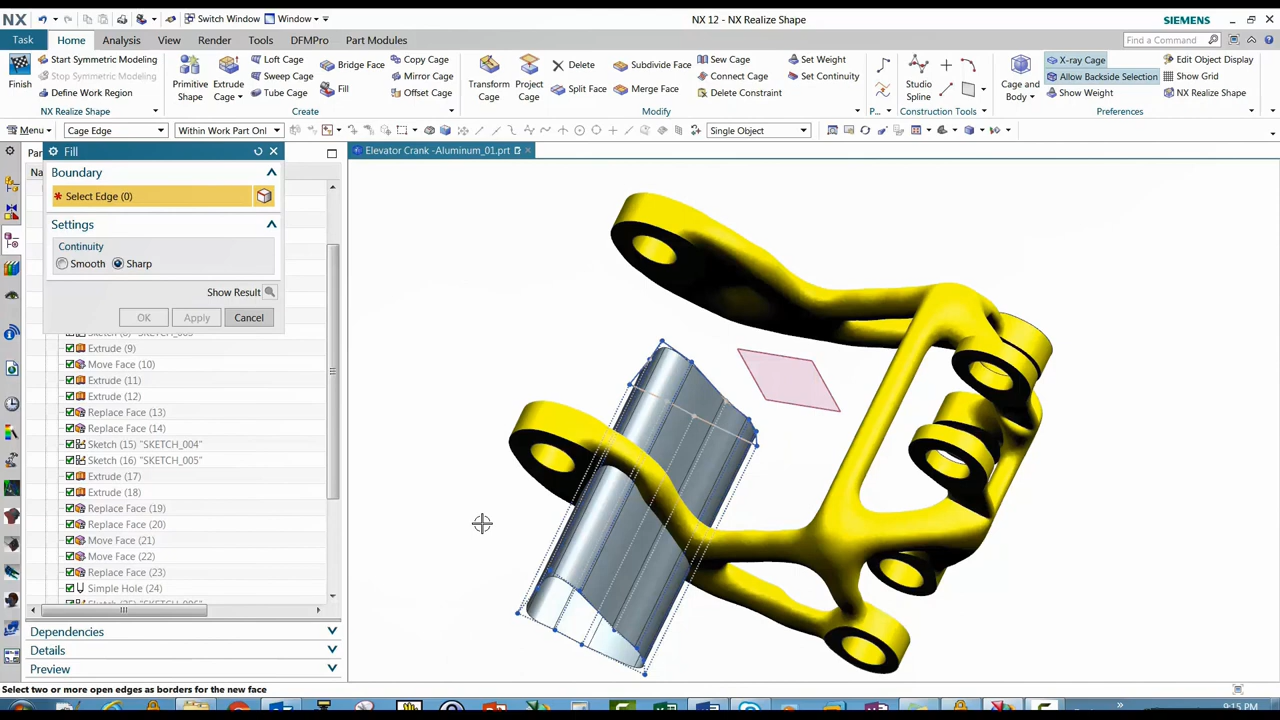 NX
Switch Window
Window
NX 12 - NX Realize Shape
SIEMENS
Task
Home
Analysis
View
Render
Tools
DFMPro
Part Modules
Find a Command
Finish
Start Symmetric Modeling
Stop Symmetric Modeling
Define Work Region
NX Realize Shape
Primitive Shape
Extrude Cage
Loft Cage
Sweep Cage
Tube Cage
Bridge Face
Fill
Copy Cage
Mirror Cage
Offset Cage
Create
Transform Cage
Project Cage
Delete
Split Face
Subdivide Face
Merge Face
Sew Cage
Connect Cage
Delete Constraint
Set Weight
Set Continuity
Modify
P...
Studio Spline
Construction Tools
Cage and Body
X-ray Cage
Allow Backside Selection
Show Weight
Get Object Display
Show Grid
NX Realize Shape
Preferences
Menu
Cage Edge
Within Work Part Onl
Single Object
Fill
Elevator Crank -Aluminum_01.prt
Boundary
* Select Edge (0)
Settings
Continuity
Smooth
Sharp
Show Result
OK
Apply
Cancel
Extrude (9)
Move Face (10)
Extrude (11)
Extrude (12)
Replace Face (13)
Replace Face (14)
Sketch (15) "SKETCH_004"
Sketch (16) "SKETCH_005"
Extrude (17)
Extrude (18)
Replace Face (19)
Replace Face (20)
Move Face (21)
Move Face (22)
Replace Face (23)
Simple Hole (24)
Dependencies
Details
Preview
Select two or more open edges as borders for the new face
9:15 PM